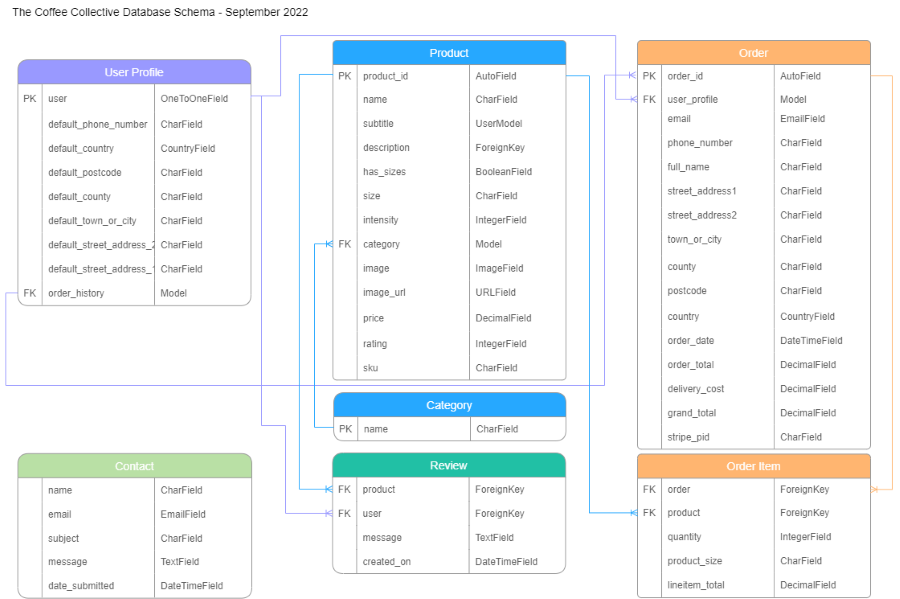 The Coffee Collective Database Schema - September 2022
User Profile
PK user OneToOneField
default_phone_number CharField
default_country CountryField
default_postcode CharField
default_county CharField
default_town_or_city CharField
default_street_address_2 CharField
default_street_address_ CharField
FK order_history Model
Product
PK product_id AutoField
name CharField
subtitle UserModel
description ForeignKey
has_sizes BooleanField
size CharField
intensity IntegerField
FK category Model
image ImageField
image_url URLField
price DecimalField
rating IntegerField
sku CharField
Order
PK order_id AutoField
FK user_profile Model
email EmailField
phone_number CharField
full_name CharField
street_address1 CharField
street_address2 CharField
town_or_city CharField
county CharField
postcode CharField
country CountryField
order_date DateTimeField
order_total DecimalField
delivery_cost DecimalField
grand_total DecimalField
stripe_pid CharField
Category
PK name CharField
Contact
name CharField
email EmailField
subject CharField
message TextField
date_submitted DateTimeField
Review
FK product ForeignKey
FK user ForeignKey
message TextField
created_on DateTimeField
Order Item
FK order ForeignKey
FK product ForeignKey
quantity IntegerField
product_size CharField
lineitem_total DecimalField